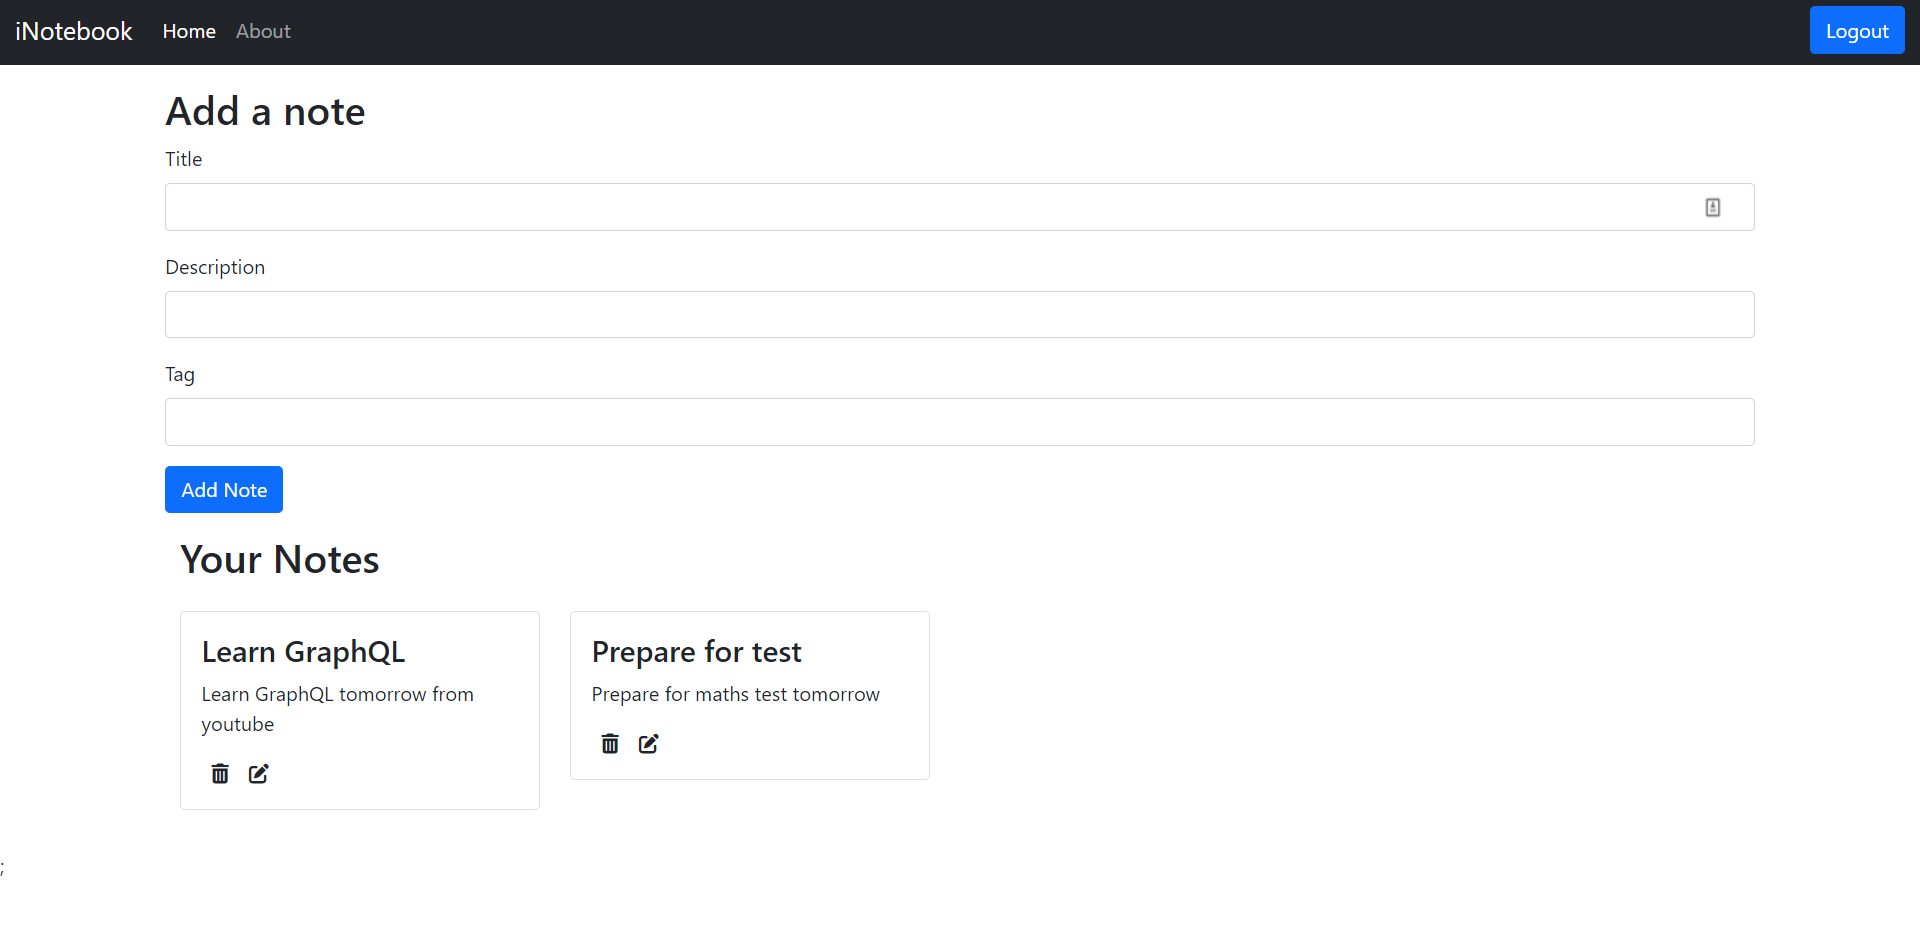 iNotebook Home About Logout
Add a note
Title
Description
Tag
Add Note
Your Notes
Learn GraphQL
Learn GraphQL tomorrow from
youtube
Prepare for test
Prepare for maths test tomorrow
;